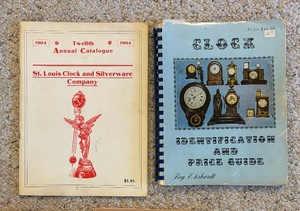 1904 Twelfth 1904
Annual Catalogue
St. Louis Clock and Silverware
Company
$5.95
CLOCK
IDENTIFICATION
AND
PRICE GUIDE
Roy Ehrhardt